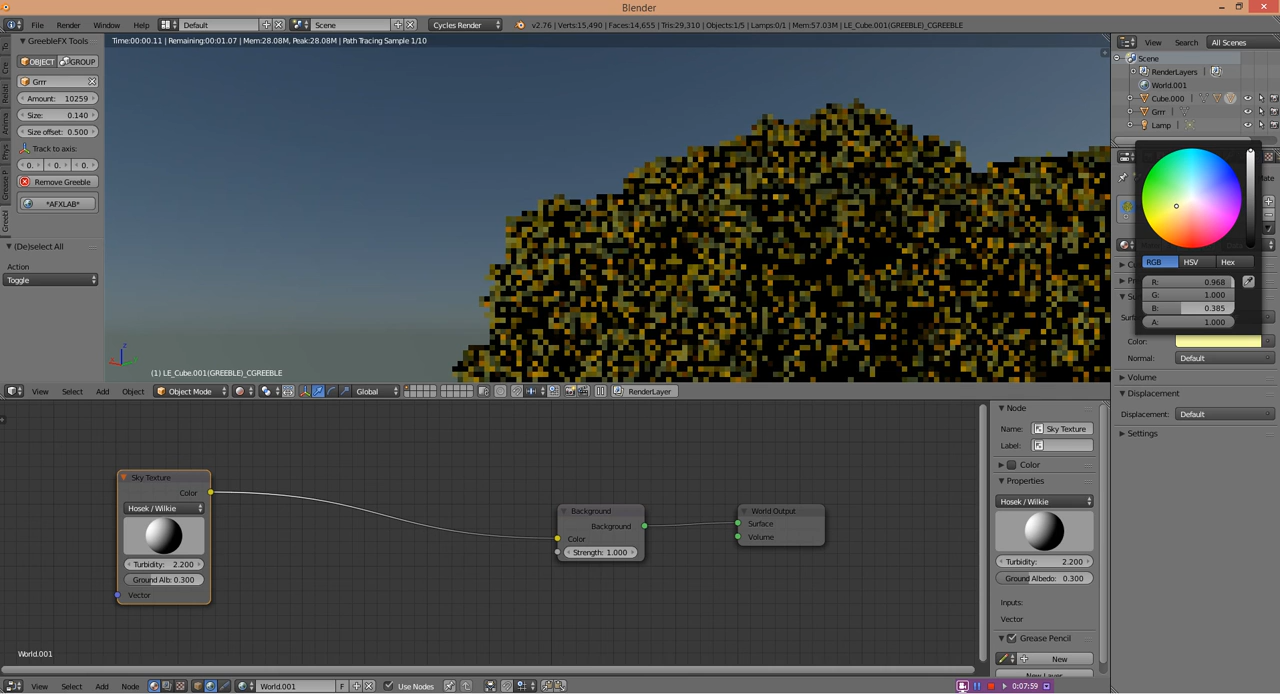 Blender
File Render Window Help Default Scene Cycles Render v2.76 | Verts:15,490 | Faces:14,655 | Tris:29,310 | Objects:1/5 | Lamps:0/1 | Mem:57.03M | LE_Cube.001(GREEBLE)_CGREEBLE
GreebleFX Tools
OBJECT GROUP
Grrr
Amount: 10259
Size: 0.140
Size offset: 0.500
Track to axis:
0. 0. 0.
Remove Greeble
*AFXLAB*
(De)select All
Action
Toggle
Time:00:00.11 | Remaining:00:01.07 | Mem:28.08M, Peak:28.08M | Path Tracing Sample 1/10
(1) LE_Cube.001(GREEBLE)_CGREEBLE
View Select Add Object Object Mode Global RenderLayer
View Search All Scenes
Scene
RenderLayers
World.001
Cube.000
Grrr
Lamp
RGB HSV Hex
R: 0.968
G: 1.000
B: 0.385
A: 1.000
Color:
Normal: Default
Volume
Displacement
Displacement: Default
Settings
Sky Texture
Color
Hosek / Wilkie
Turbidity: 2.200
Ground Alb: 0.300
Vector
Background
Background
Color
Strength: 1.000
World Output
Surface
Volume
Node
Name: Sky Texture
Label:
Color
Properties
Hosek / Wilkie
Turbidity: 2.200
Ground Albedo: 0.300
Inputs:
Vector
Grease Pencil
New
New Layer
World.001
View Select Add Node World.001 F Use Nodes 0:07:59